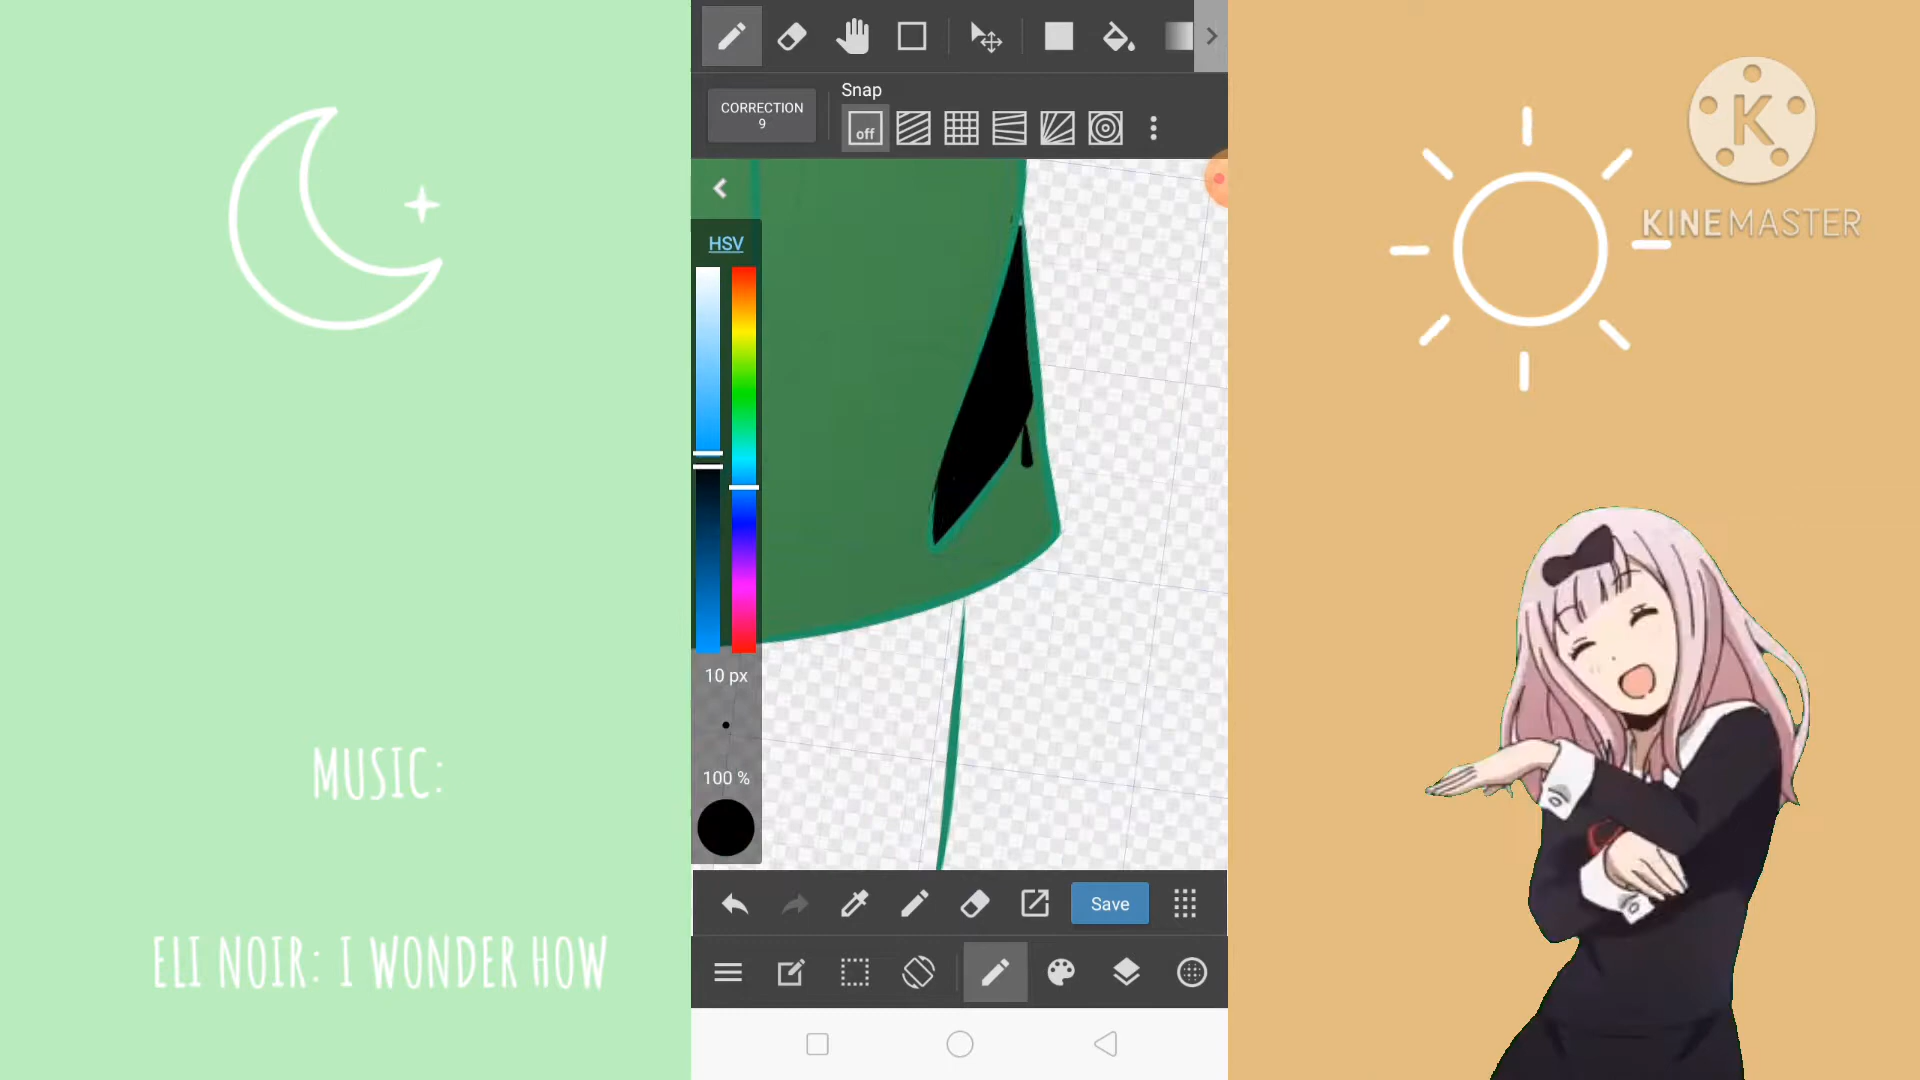 CORRECTION
9
Snap
off
HSV
10 px
100 %
Save
MUSIC:
ELI NOIR: I WONDER HOW
K
KINEMASTER